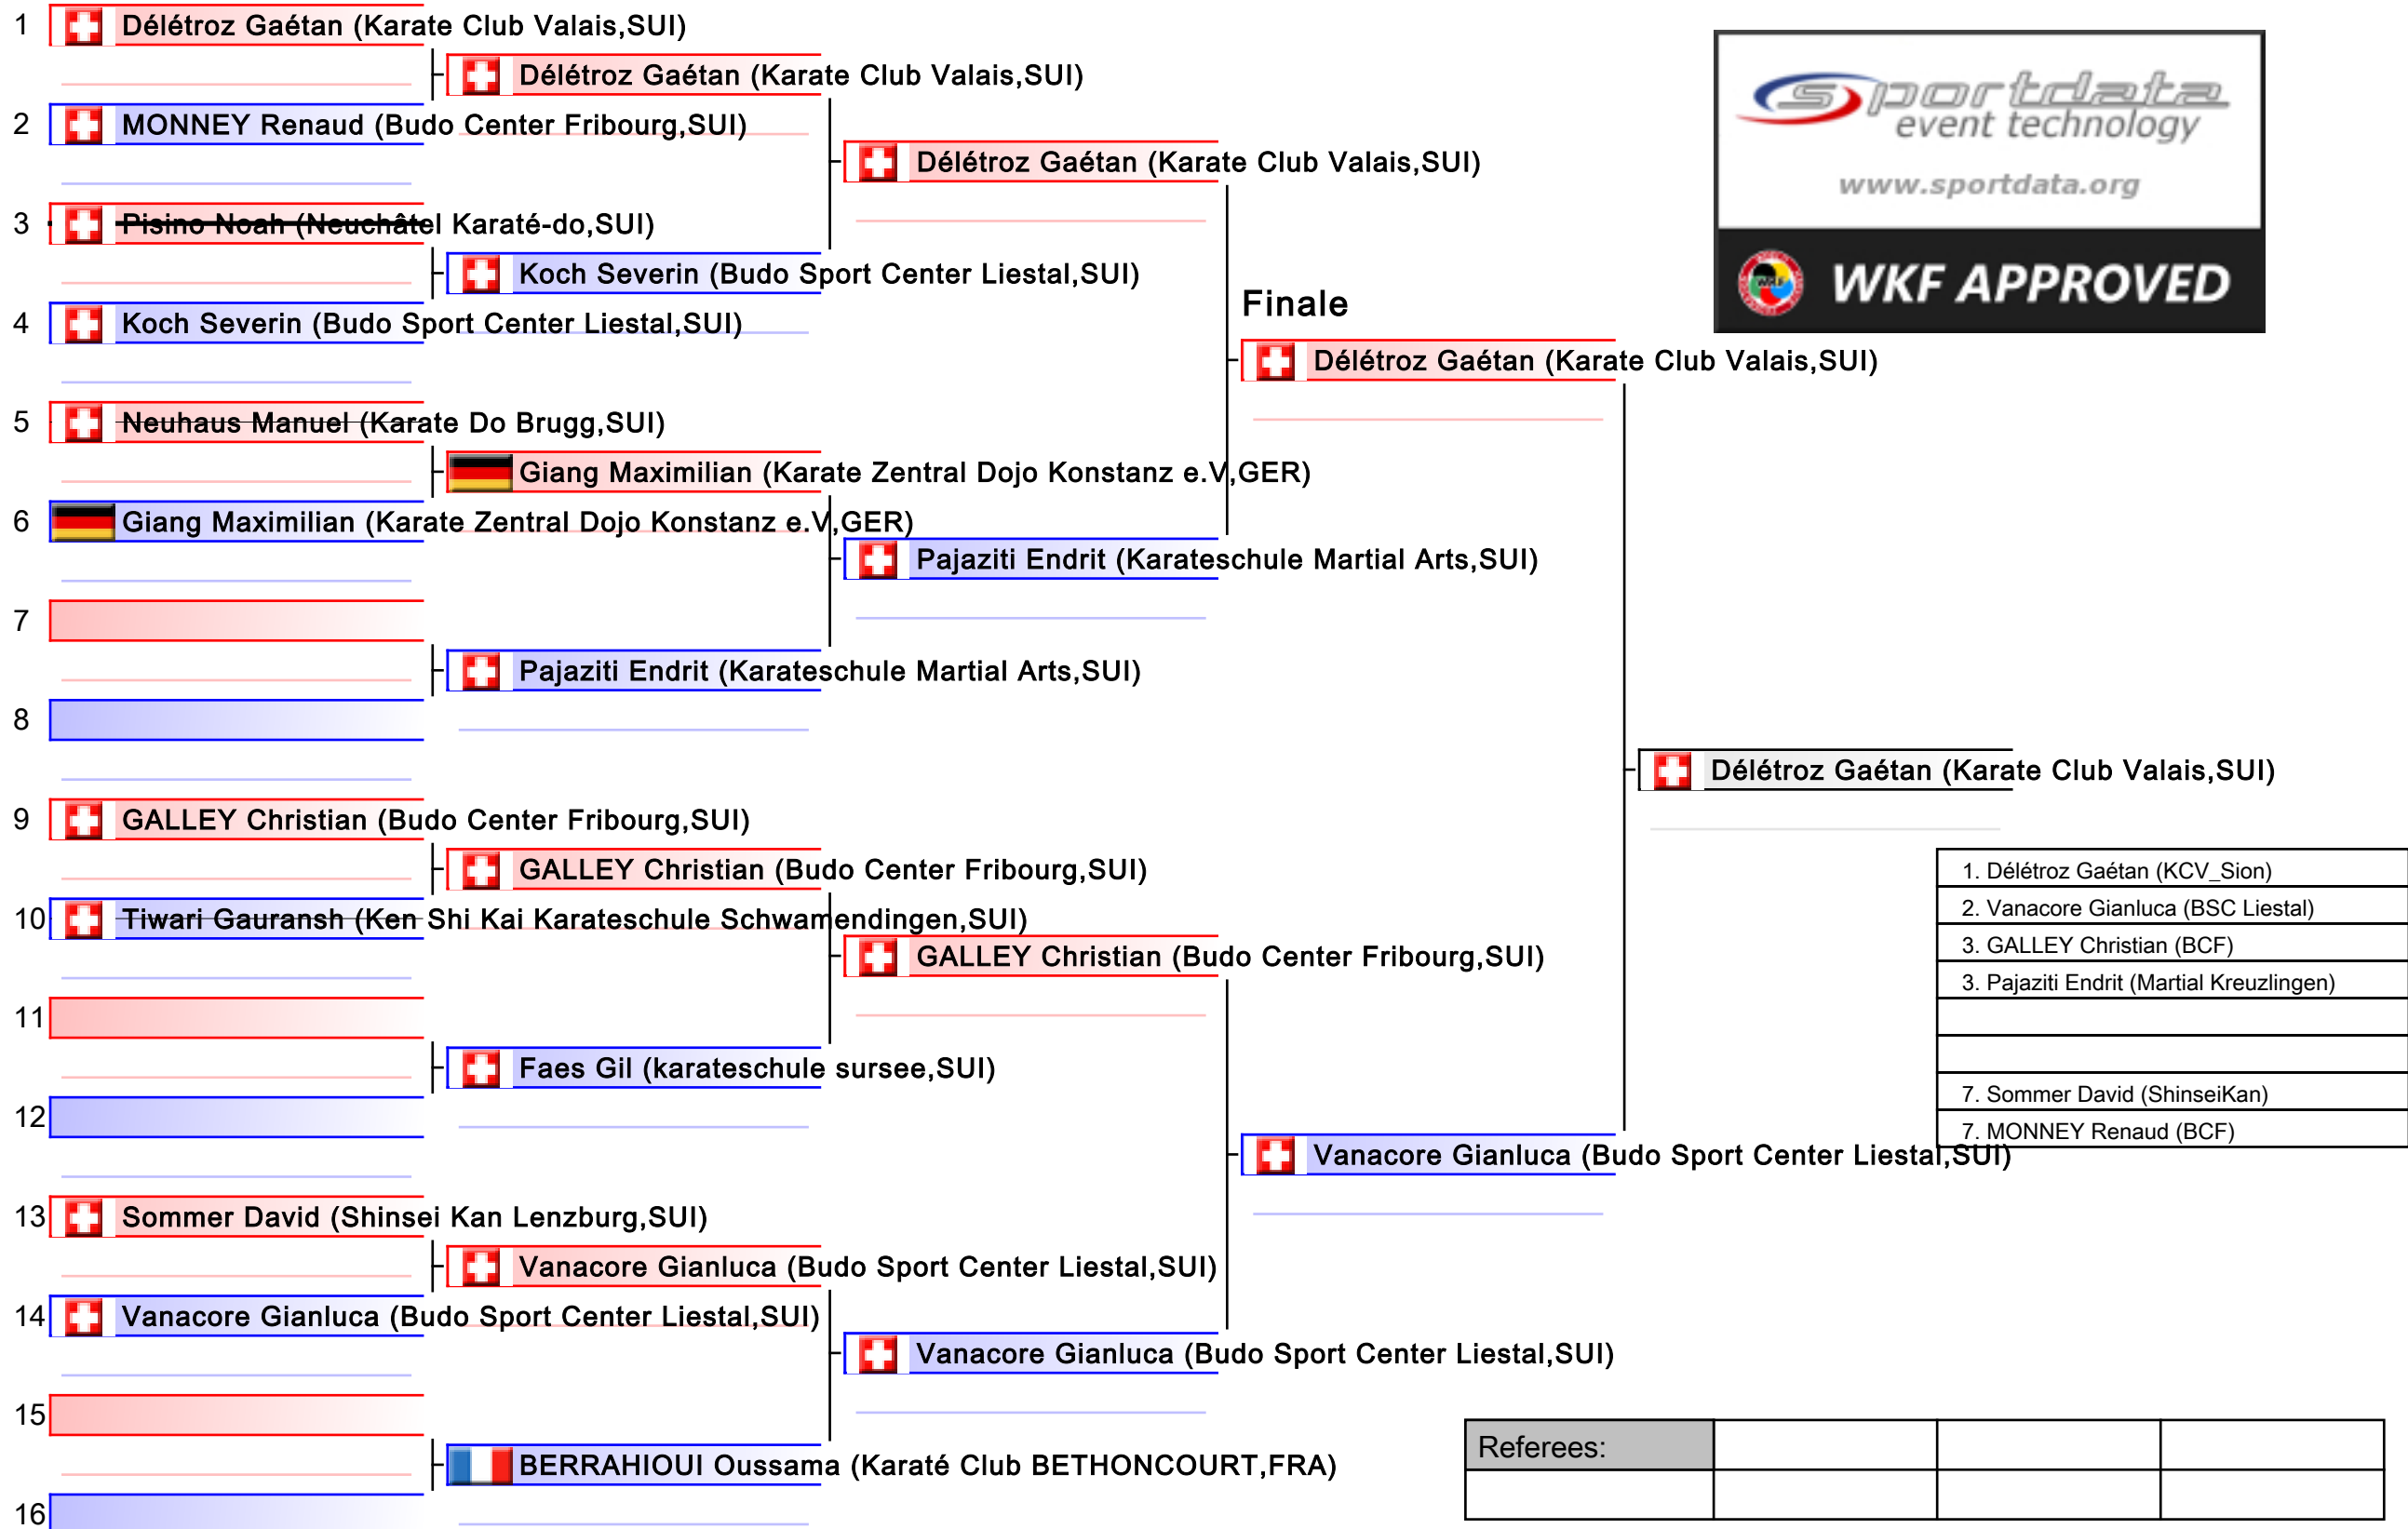 1 Délétroz Gaétan (Karate Club Valais,SUI)
Délétroz Gaétan (Karate Club Valais,SUI)
2 MONNEY Renaud (Budo Center Fribourg,SUI)
Délétroz Gaétan (Karate Club Valais,SUI)
3 Pisino Noah (Neuchâtel Karaté-do,SUI)
Koch Severin (Budo Sport Center Liestal,SUI)
4 Koch Severin (Budo Sport Center Liestal,SUI)
Finale
Délétroz Gaétan (Karate Club Valais,SUI)
5 Neuhaus Manuel (Karate Do Brugg,SUI)
Giang Maximilian (Karate Zentral Dojo Konstanz e.V,GER)
6 Giang Maximilian (Karate Zentral Dojo Konstanz e.V,GER)
Pajaziti Endrit (Karateschule Martial Arts,SUI)
7
Pajaziti Endrit (Karateschule Martial Arts,SUI)
8
Délétroz Gaétan (Karate Club Valais,SUI)
9 GALLEY Christian (Budo Center Fribourg,SUI)
GALLEY Christian (Budo Center Fribourg,SUI)
10 Tiwari Gauransh (Ken Shi Kai Karateschule Schwamendingen,SUI)
GALLEY Christian (Budo Center Fribourg,SUI)
11
Faes Gil (karateschule sursee,SUI)
12
Vanacore Gianluca (Budo Sport Center Liestal,SUI)
13 Sommer David (Shinsei Kan Lenzburg,SUI)
Vanacore Gianluca (Budo Sport Center Liestal,SUI)
14 Vanacore Gianluca (Budo Sport Center Liestal,SUI)
Vanacore Gianluca (Budo Sport Center Liestal,SUI)
15
BERRAHIOUI Oussama (Karaté Club BETHONCOURT,FRA)
16
sportdata
event technology
www.sportdata.org
WKF
WKF APPROVED
1. Délétroz Gaétan (KCV_Sion)
2. Vanacore Gianluca (BSC Liestal)
3. GALLEY Christian (BCF)
3. Pajaziti Endrit (Martial Kreuzlingen)
7. Sommer David (ShinseiKan)
7. MONNEY Renaud (BCF)
Referees: